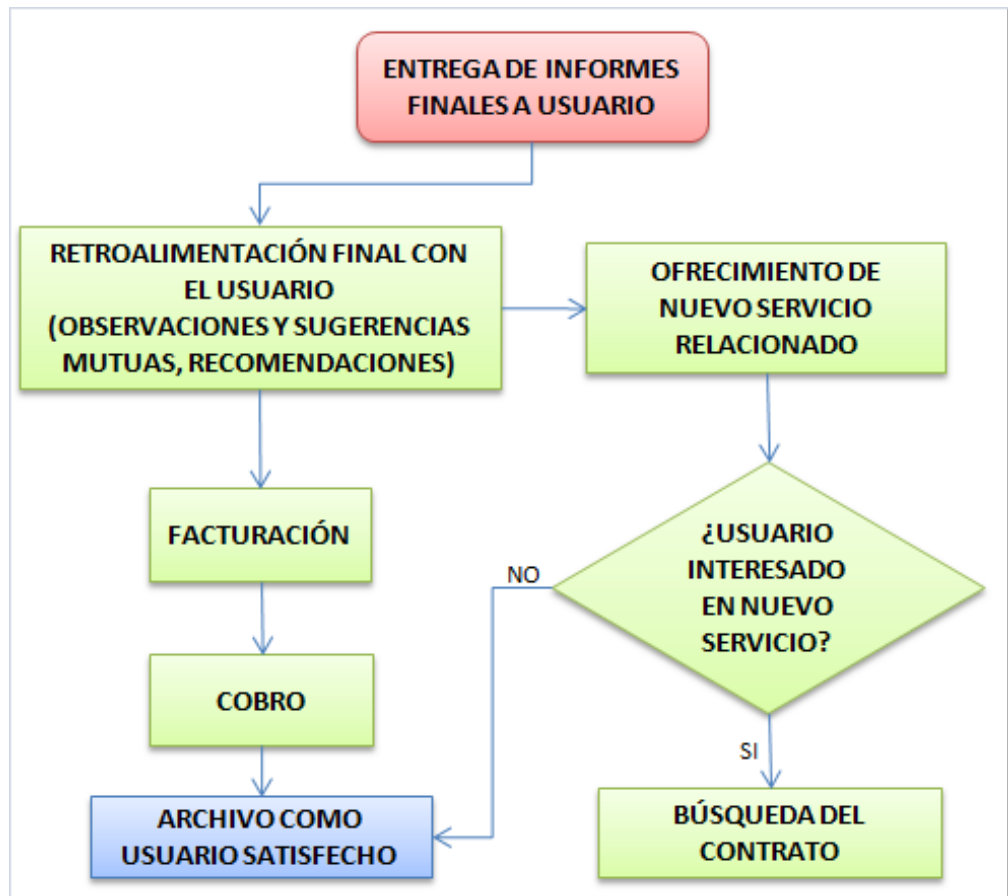 ENTREGA DE INFORMES
FINALES A USUARIO
RETROALIMENTACIÓN FINAL CON
EL USUARIO
(OBSERVACIONES Y SUGERENCIAS
MUTUAS, RECOMENDACIONES)
OFRECIMIENTO DE
NUEVO SERVICIO
RELACIONADO
FACTURACIÓN
¿USUARIO
INTERESADO
EN NUEVO
SERVICIO?
NO
COBRO
SI
ARCHIVO COMO
USUARIO SATISFECHO
BÚSQUEDA DEL
CONTRATO